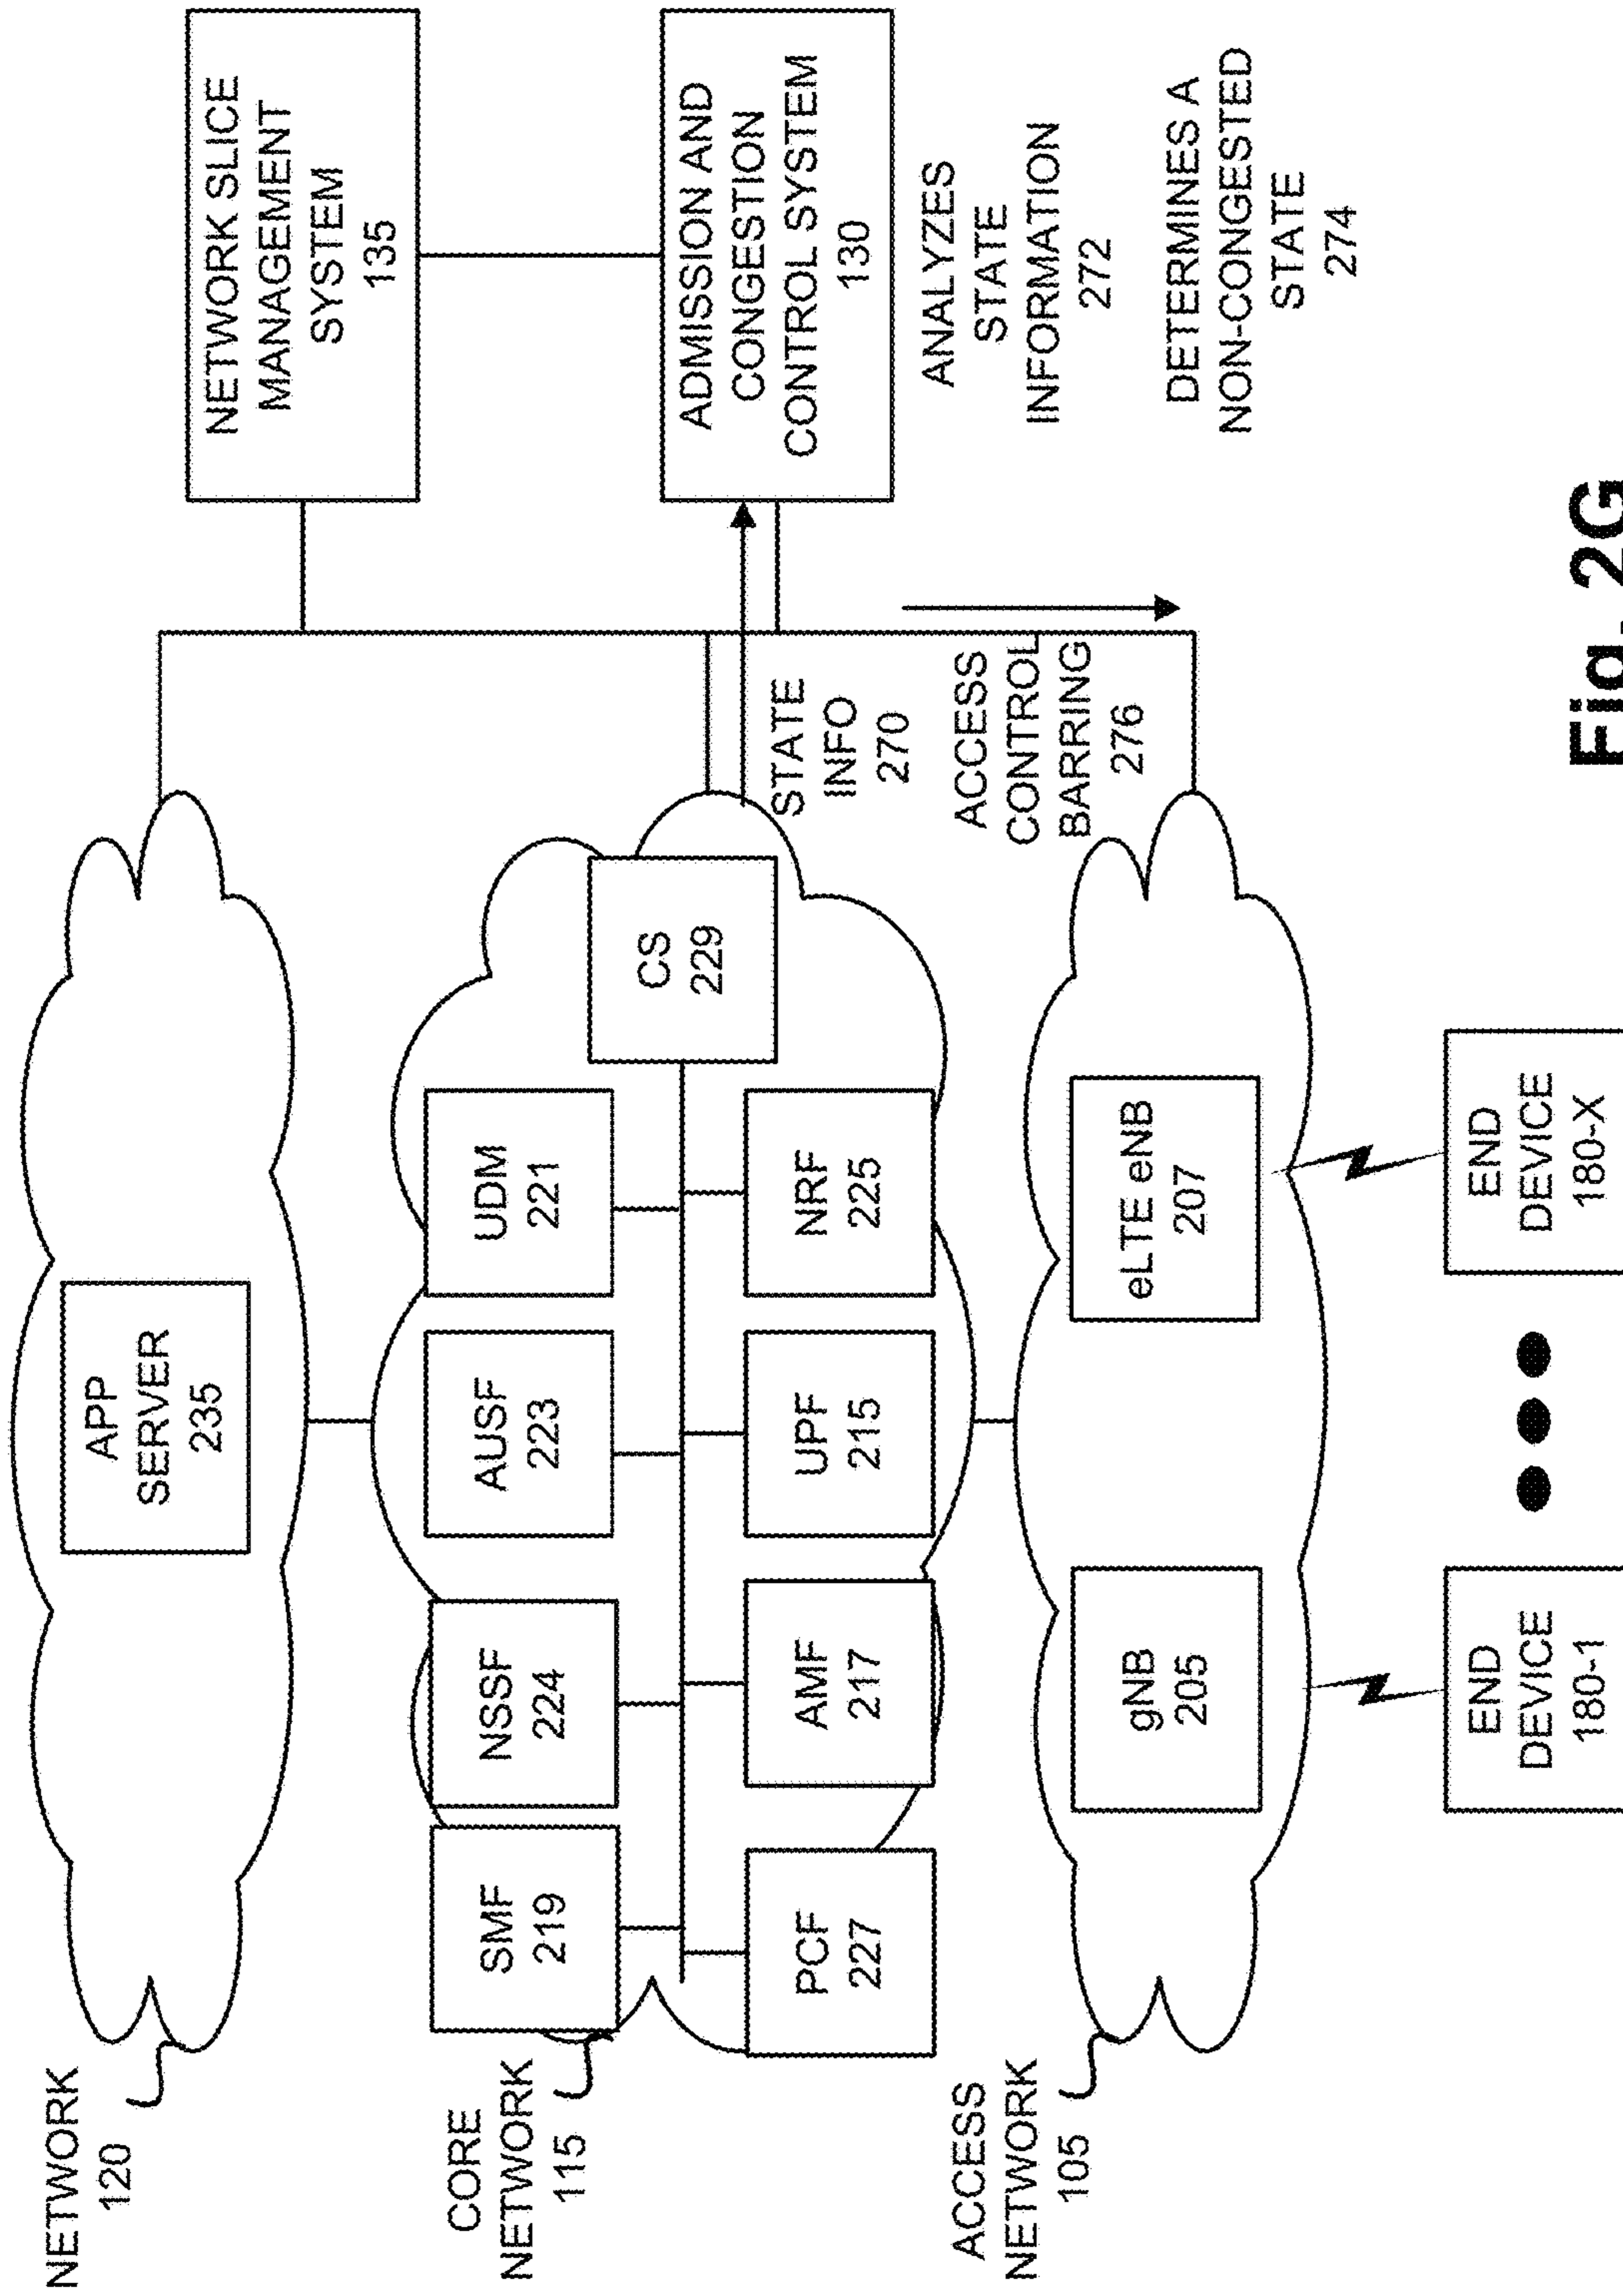 NETWORK
120
APP
SERVER
235
NETWORK SLICE
MANAGEMENT
SYSTEM
135
CORE
NETWORK
115
SMF
219
NSSF
224
AUSF
223
UDM
221
CS
229
PCF
227
AMF
217
UPF
215
NRF
225
STATE
INFO
270
ADMISSION AND
CONGESTION
CONTROL SYSTEM
130
ANALYZES
STATE
INFORMATION
272
DETERMINES A
NON-CONGESTED
STATE
274
ACCESS
CONTROL
BARRING
276
ACCESS
NETWORK
105
gNB
205
eLTE eNB
207
END
DEVICE
180-1
END
DEVICE
180-X
Fig. 2G